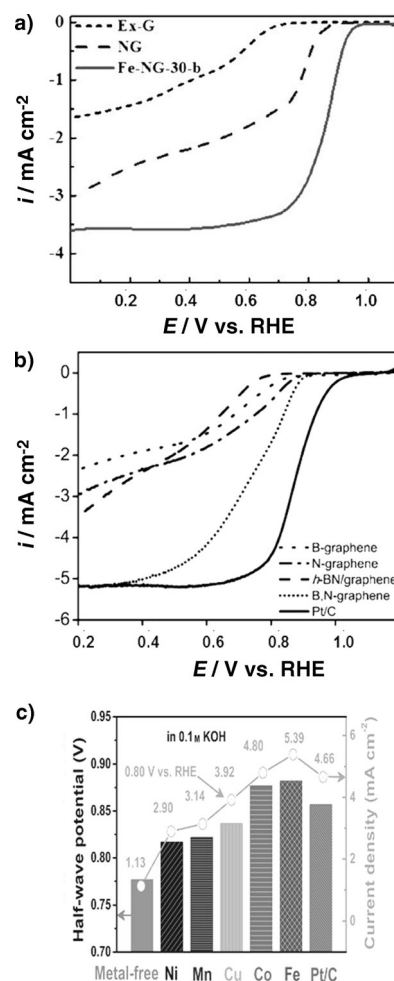 a)
Ex-G
NG
Fe-NG-30-b
0
-1
-2
-3
-4
i / mA cm-2
0.2 0.4 0.6 0.8 1.0
E / V vs. RHE
b)
0
-1
-2
-3
-4
-5
-6
i / mA cm-2
B-graphene
N-graphene
h-BN/graphene
B,N-graphene
Pt/C
0.2 0.4 0.6 0.8 1.0
E / V vs. RHE
c)
in 0.1M KOH
0.80 V vs. RHE
1.13 2.90 3.14 3.92 4.80 5.39 4.66
0.95
0.90
0.85
0.80
0.75
0.70
Half-wave potential (V)
6
4
2
0
Current density (mA cm-2)
Metal-free Ni Mn Cu Co Fe Pt/C